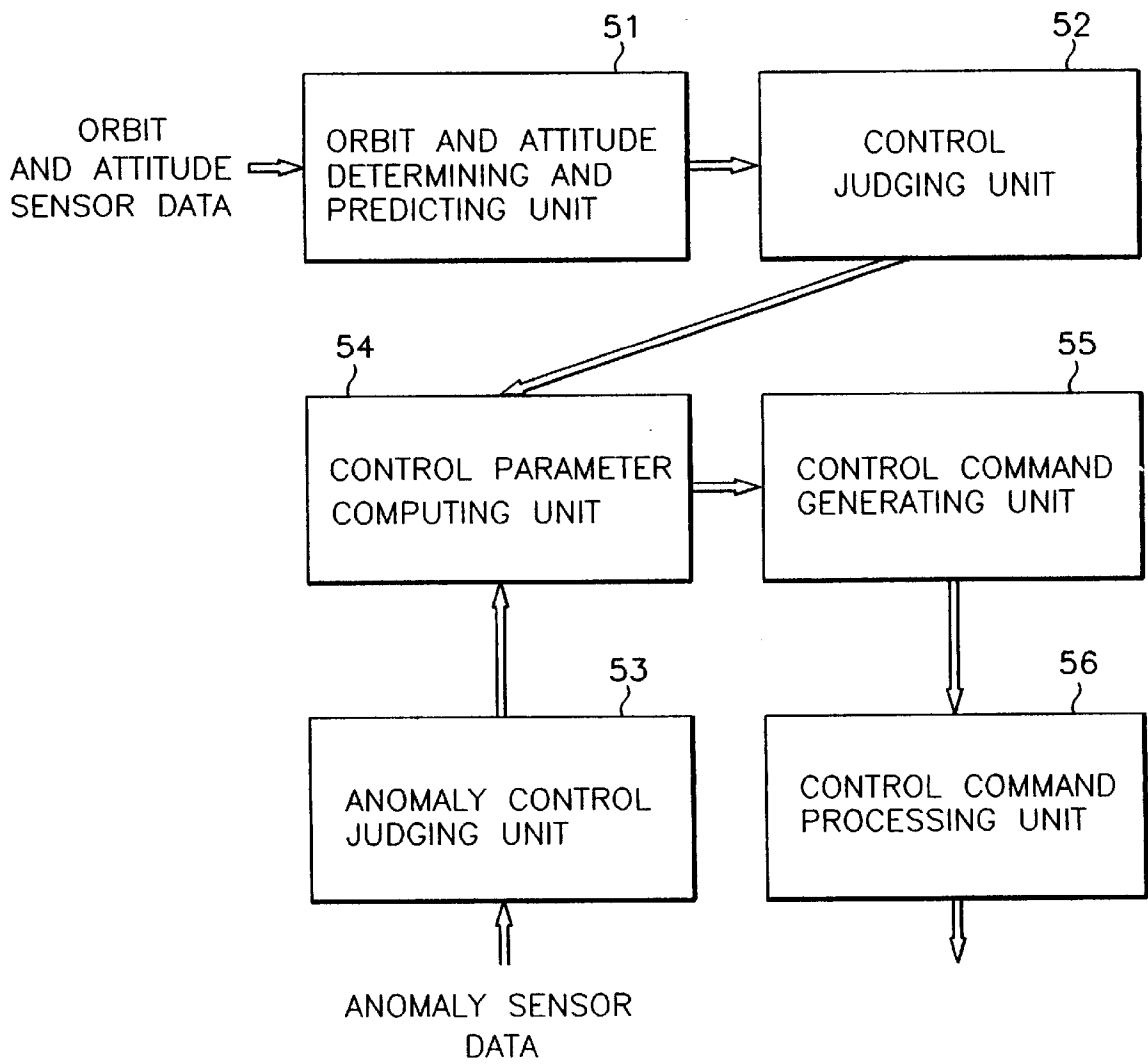 51
52
ORBIT
AND ATTITUDE
SENSOR DATA
ORBIT AND ATTITUDE
DETERMINING AND
PREDICTING UNIT
CONTROL
JUDGING UNIT
54
55
CONTROL PARAMETER
COMPUTING UNIT
CONTROL COMMAND
GENERATING UNIT
53
56
ANOMALY CONTROL
JUDGING UNIT
CONTROL COMMAND
PROCESSING UNIT
ANOMALY SENSOR
DATA